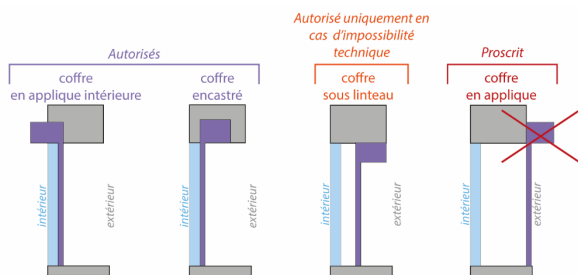 Autorisé uniquement en
cas d'impossibilité
technique
Autorisés
Proscrit
coffre
en applique intérieure
coffre
encastré
coffre
sous linteau
coffre
en applique
intérieur
extérieur
intérieur
extérieur
intérieur
extérieur
intérieur
extérieur